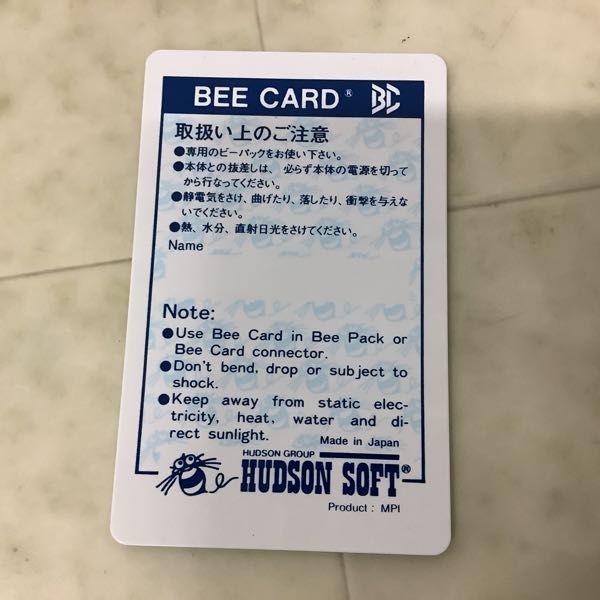 BEE CARD® BC
取扱い上のご注意
●専用のビーパックをお使い下さい。
●本体との抜差しは、必らず本体の電源を切って
から行なってください。
●静電気をさけ、曲げたり、落したり、衝撃を与えな
いでください。
●熱、水分、直射日光をさけてください。
Name
Note:
●Use Bee Card in Bee Pack or
Bee Card connector.
●Don't bend, drop or subject to
shock.
●Keep away from static elec-
tricity, heat, water and di-
rect sunlight.
Made in Japan
HUDSON GROUP
HUDSON SOFT®
Product : MPI